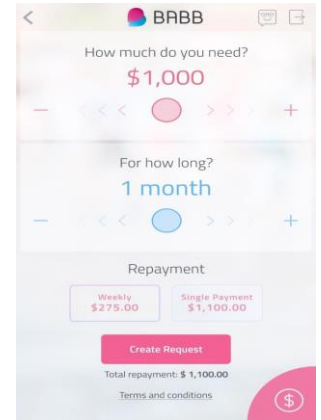 BABB
How much do you need?
$1,000
For how long?
1 month
Repayment
Weekly
$275.00
Single Payment
$1,100.00
Create Request
Total repayment: $ 1,100.00
Terms and conditions
$